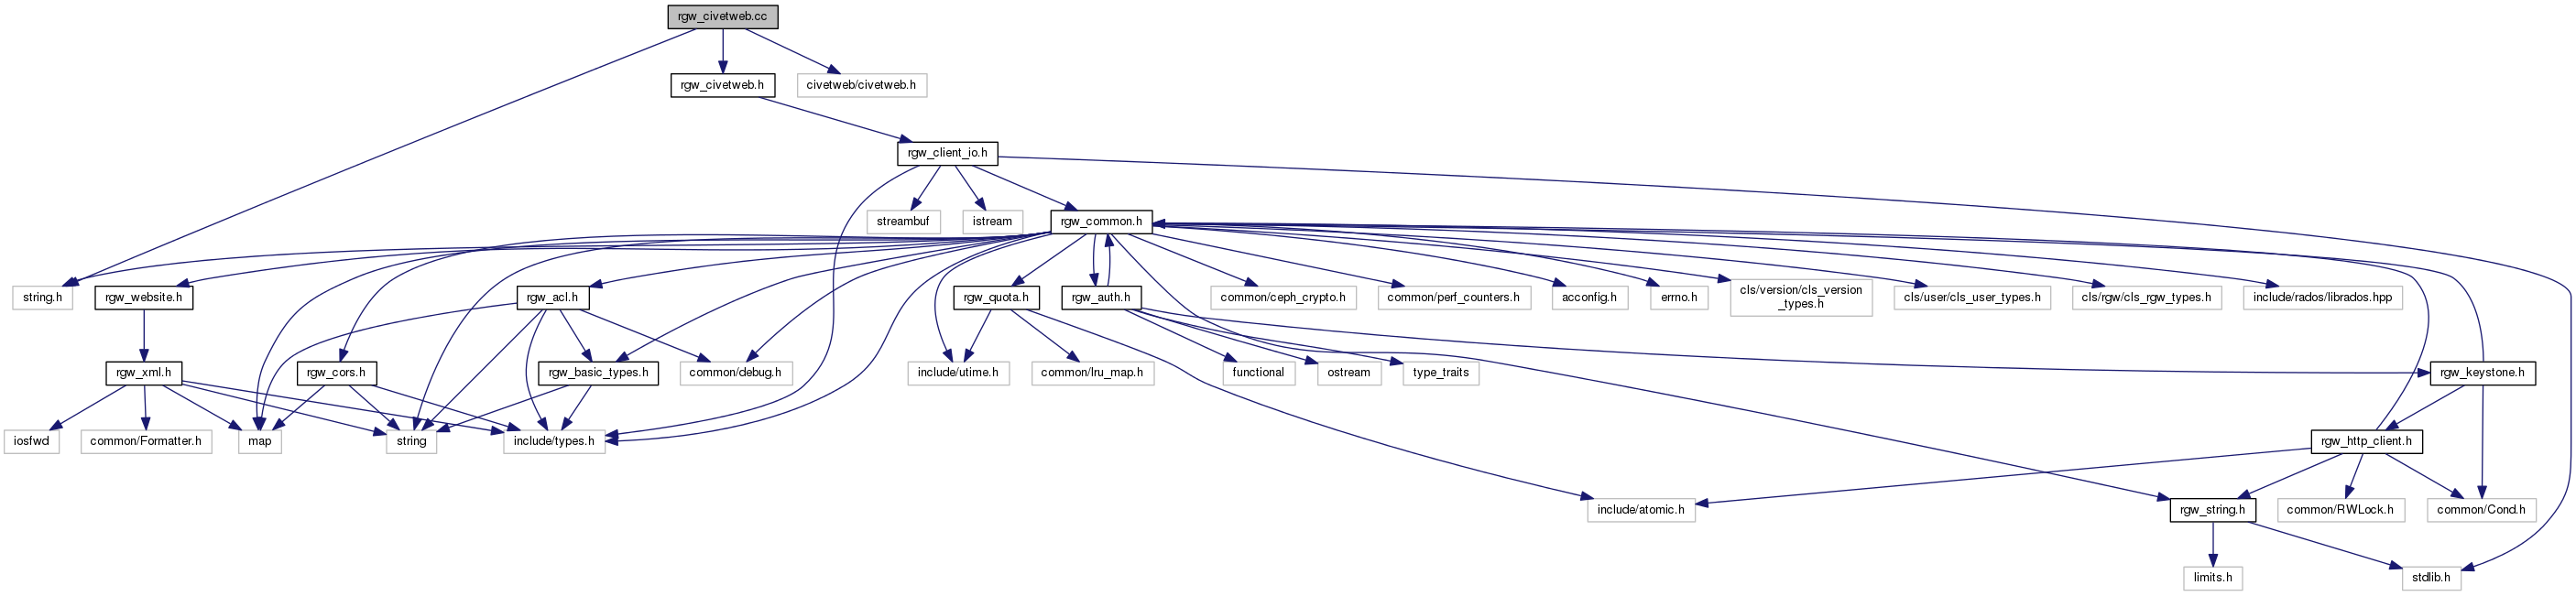 rgw_civetweb.cc
rgw_civetweb.h
civetweb/civetweb.h
rgw_client_io.h
streambuf
istream
rgw_common.h
string.h
rgw_website.h
rgw_acl.h
rgw_quota.h
rgw_auth.h
common/ceph_crypto.h
common/perf_counters.h
acconfig.h
errno.h
cls/version/cls_version
_types.h
cls/user/cls_user_types.h
cls/rgw/cls_rgw_types.h
include/rados/librados.hpp
rgw_xml.h
rgw_cors.h
rgw_basic_types.h
common/debug.h
include/utime.h
common/lru_map.h
functional
ostream
type_traits
rgw_keystone.h
iosfwd
common/Formatter.h
map
string
include/types.h
rgw_http_client.h
include/atomic.h
rgw_string.h
common/RWLock.h
common/Cond.h
limits.h
stdlib.h